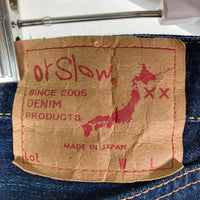 orSlow
SINCE 2005
DENIM
PRODUCTS.
XX
MADE IN JAPAN
Lot W L